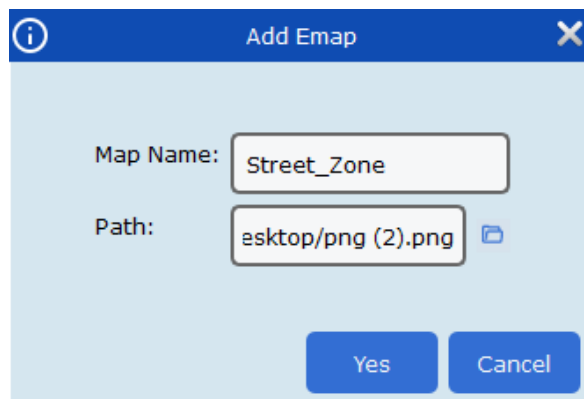 Add Emap
Map Name: Street_Zone
Path: esktop/png (2).png
Yes Cancel